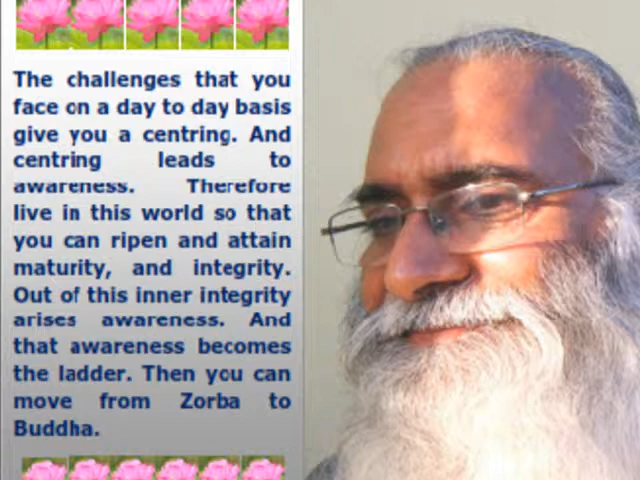 The challenges that you
face on a day to day basis
give you a centring. And
centring leads to
awareness. Therefore
live in this world so that
you can ripen and attain
maturity, and integrity.
Out of this inner integrity
arises awareness. And
that awareness becomes
the ladder. Then you can
move from Zorba to
Buddha.